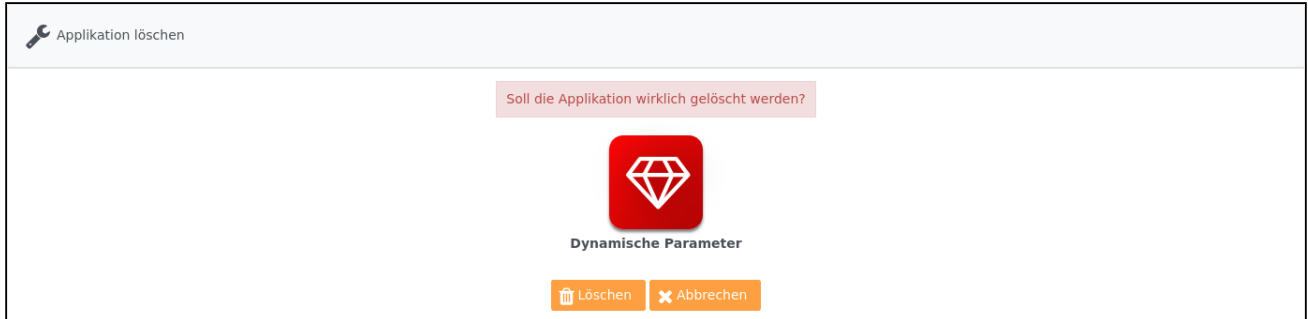 Applikation löschen
Soll die Applikation wirklich gelöscht werden?
Dynamische Parameter
Löschen
Abbrechen